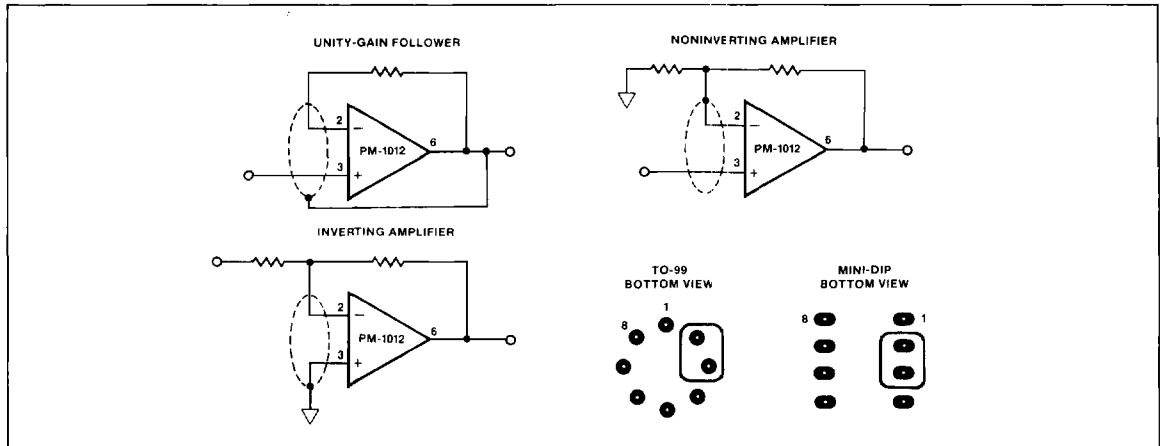 UNITY-GAIN FOLLOWER
2
3
6
PM-1012
−
+
NONINVERTING AMPLIFIER
2
3
6
PM-1012
−
+
INVERTING AMPLIFIER
2
3
6
PM-1012
−
+
TO-99
BOTTOM VIEW
1
8
MINI-DIP
BOTTOM VIEW
8
1